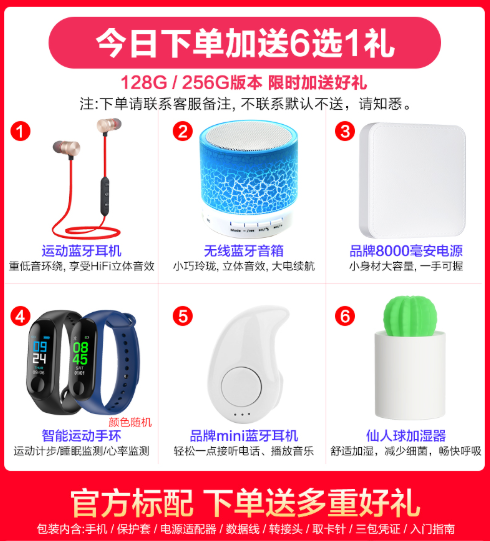 今日下单加送6选1礼
128G / 256G版本 限时加送好礼
注:下单请联系客服备注, 不联系默认不送，请知悉。
1
2
3
运动蓝牙耳机
重低音环绕, 享受HiFi立体音效
无线蓝牙音箱
小巧玲珑, 立体音效, 大电续航
品牌8000毫安电源
小身材大容量, 一手可握
4
5
6
09
24
08
45
颜色随机
智能运动手环
运动计步/睡眠监测/心率监测
品牌mini蓝牙耳机
轻松一点接听电话、播放音乐
仙人球加湿器
舒适加湿，减少细菌，畅快呼吸
官方标配 下单送多重好礼
包装内含:手机 / 保护套 / 电源适配器 / 数据线 / 转接头 / 取卡针 / 三包凭证 / 入门指南